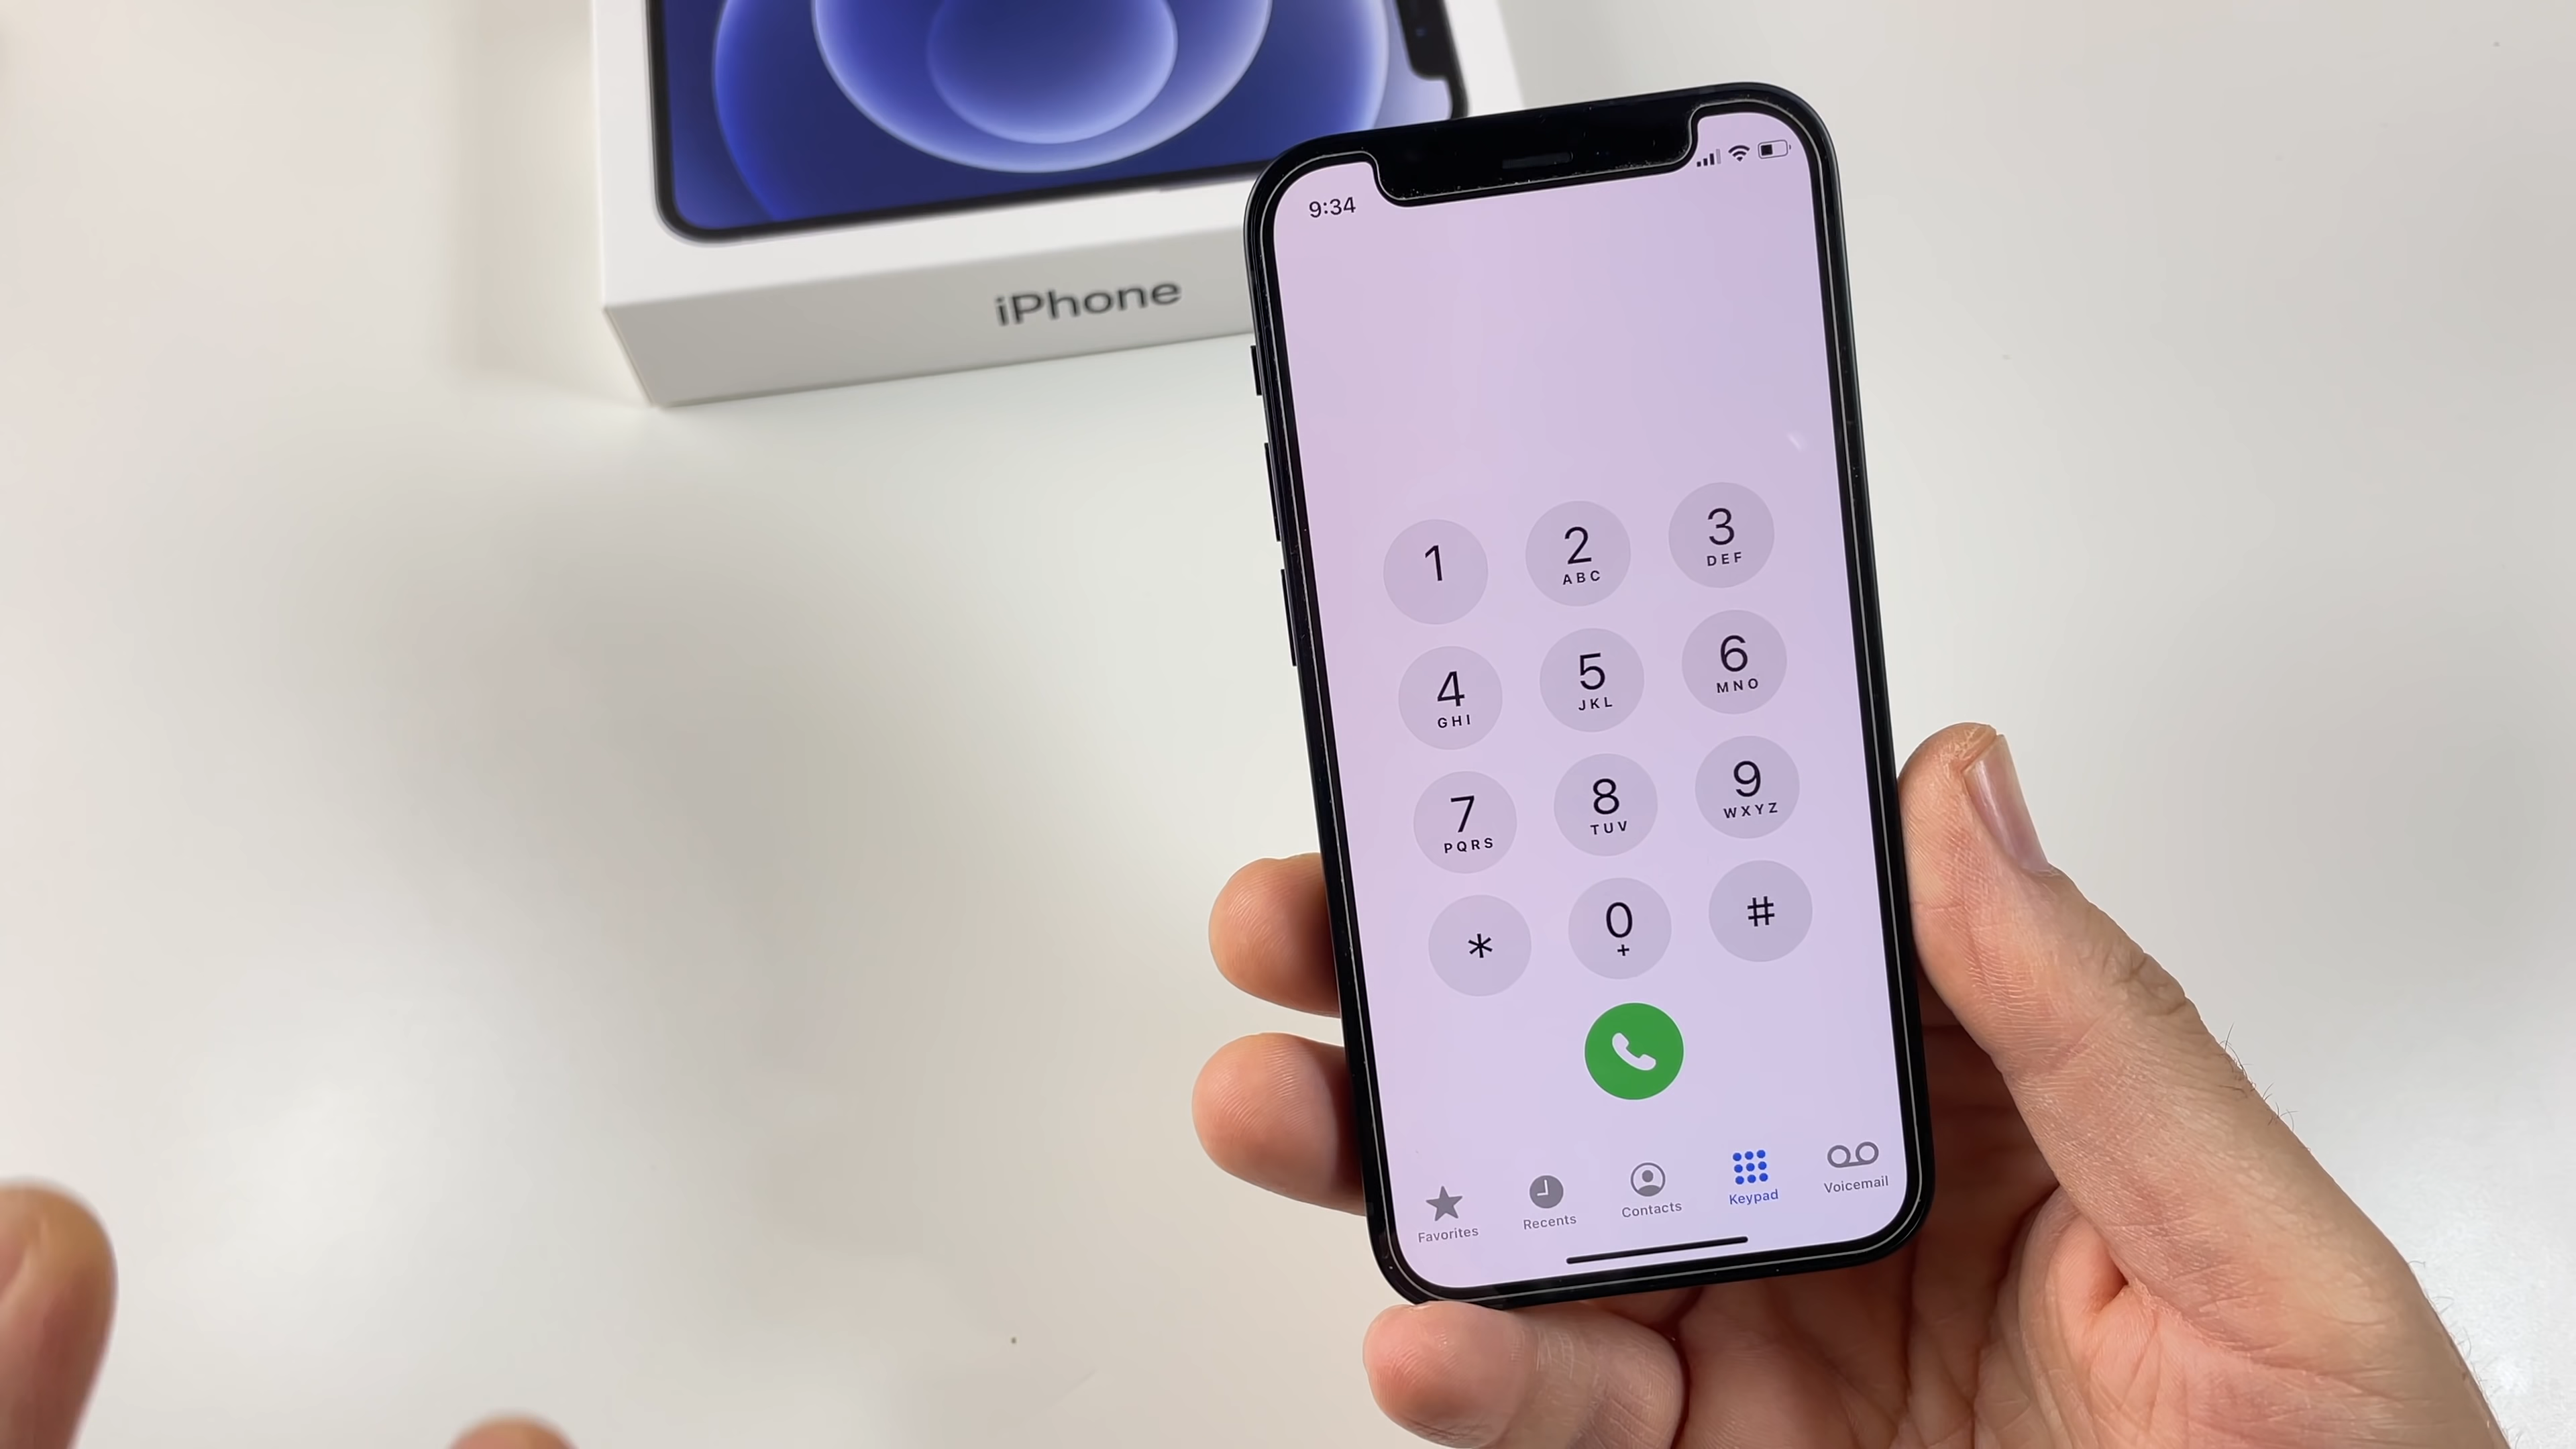 iPhone
9:34
1
2
ABC
3
DEF
4
GHI
5
JKL
6
MNO
7
PQRS
8
TUV
9
WXYZ
*
0
+
#
Favorites
Recents
Contacts
Keypad
Voicemail